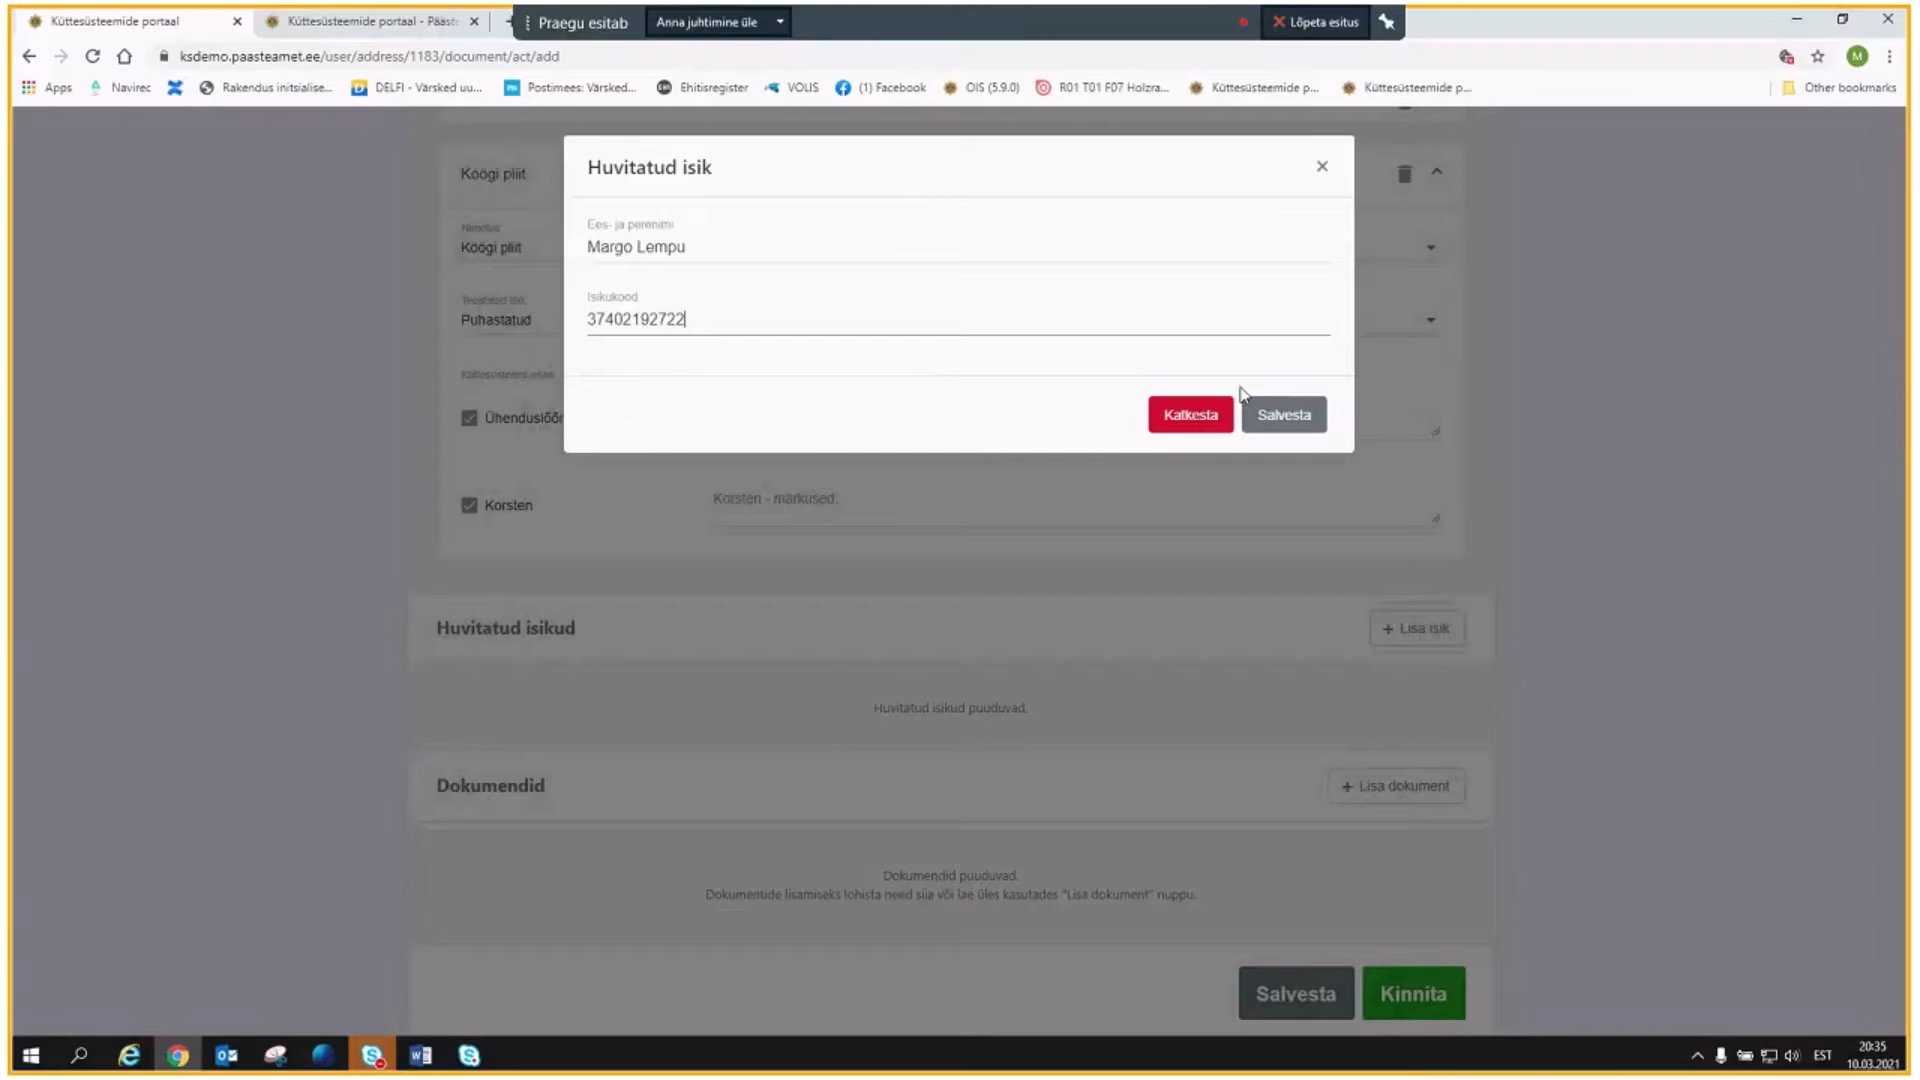 Küttesüsteemide portaal
Küttesüsteemide portaal - Pääste
Praegu esitab
Anna juhtimine üle
Lõpeta esitus
ksdemo.paasteamet.ee/user/address/1183/document/act/add
M
Apps
Navirec
Rakendus initsialise...
DELFI - Värsked uu...
Postimees: Värsked...
Ehitisregister
VOLIS
(1) Facebook
OIS (5.9.0)
R01 T01 F07 Holzra...
Küttesüsteemide p...
Küttesüsteemide p...
Other bookmarks
Huvitatud isik
Köögi pliit
Ees- ja perenimi
Margo Lempu
Nimetus
Köögi pliit
Isikukood
37402192722
Teostatud töö
Puhastatud
Katkesta
Salvesta
Ühenduslõõr
Korsten
Korsten - märkused:
Huvitatud isikud
+ Lisa isik
Huvitatud isikud puuduvad.
Dokumendid
+ Lisa dokument
Dokumendid puuduvad.
Dokumentide lisamiseks lohista need siia või lae üles kasutades "Lisa dokument" nuppu.
Salvesta
Kinnita
EST
20:35
10.03.2021